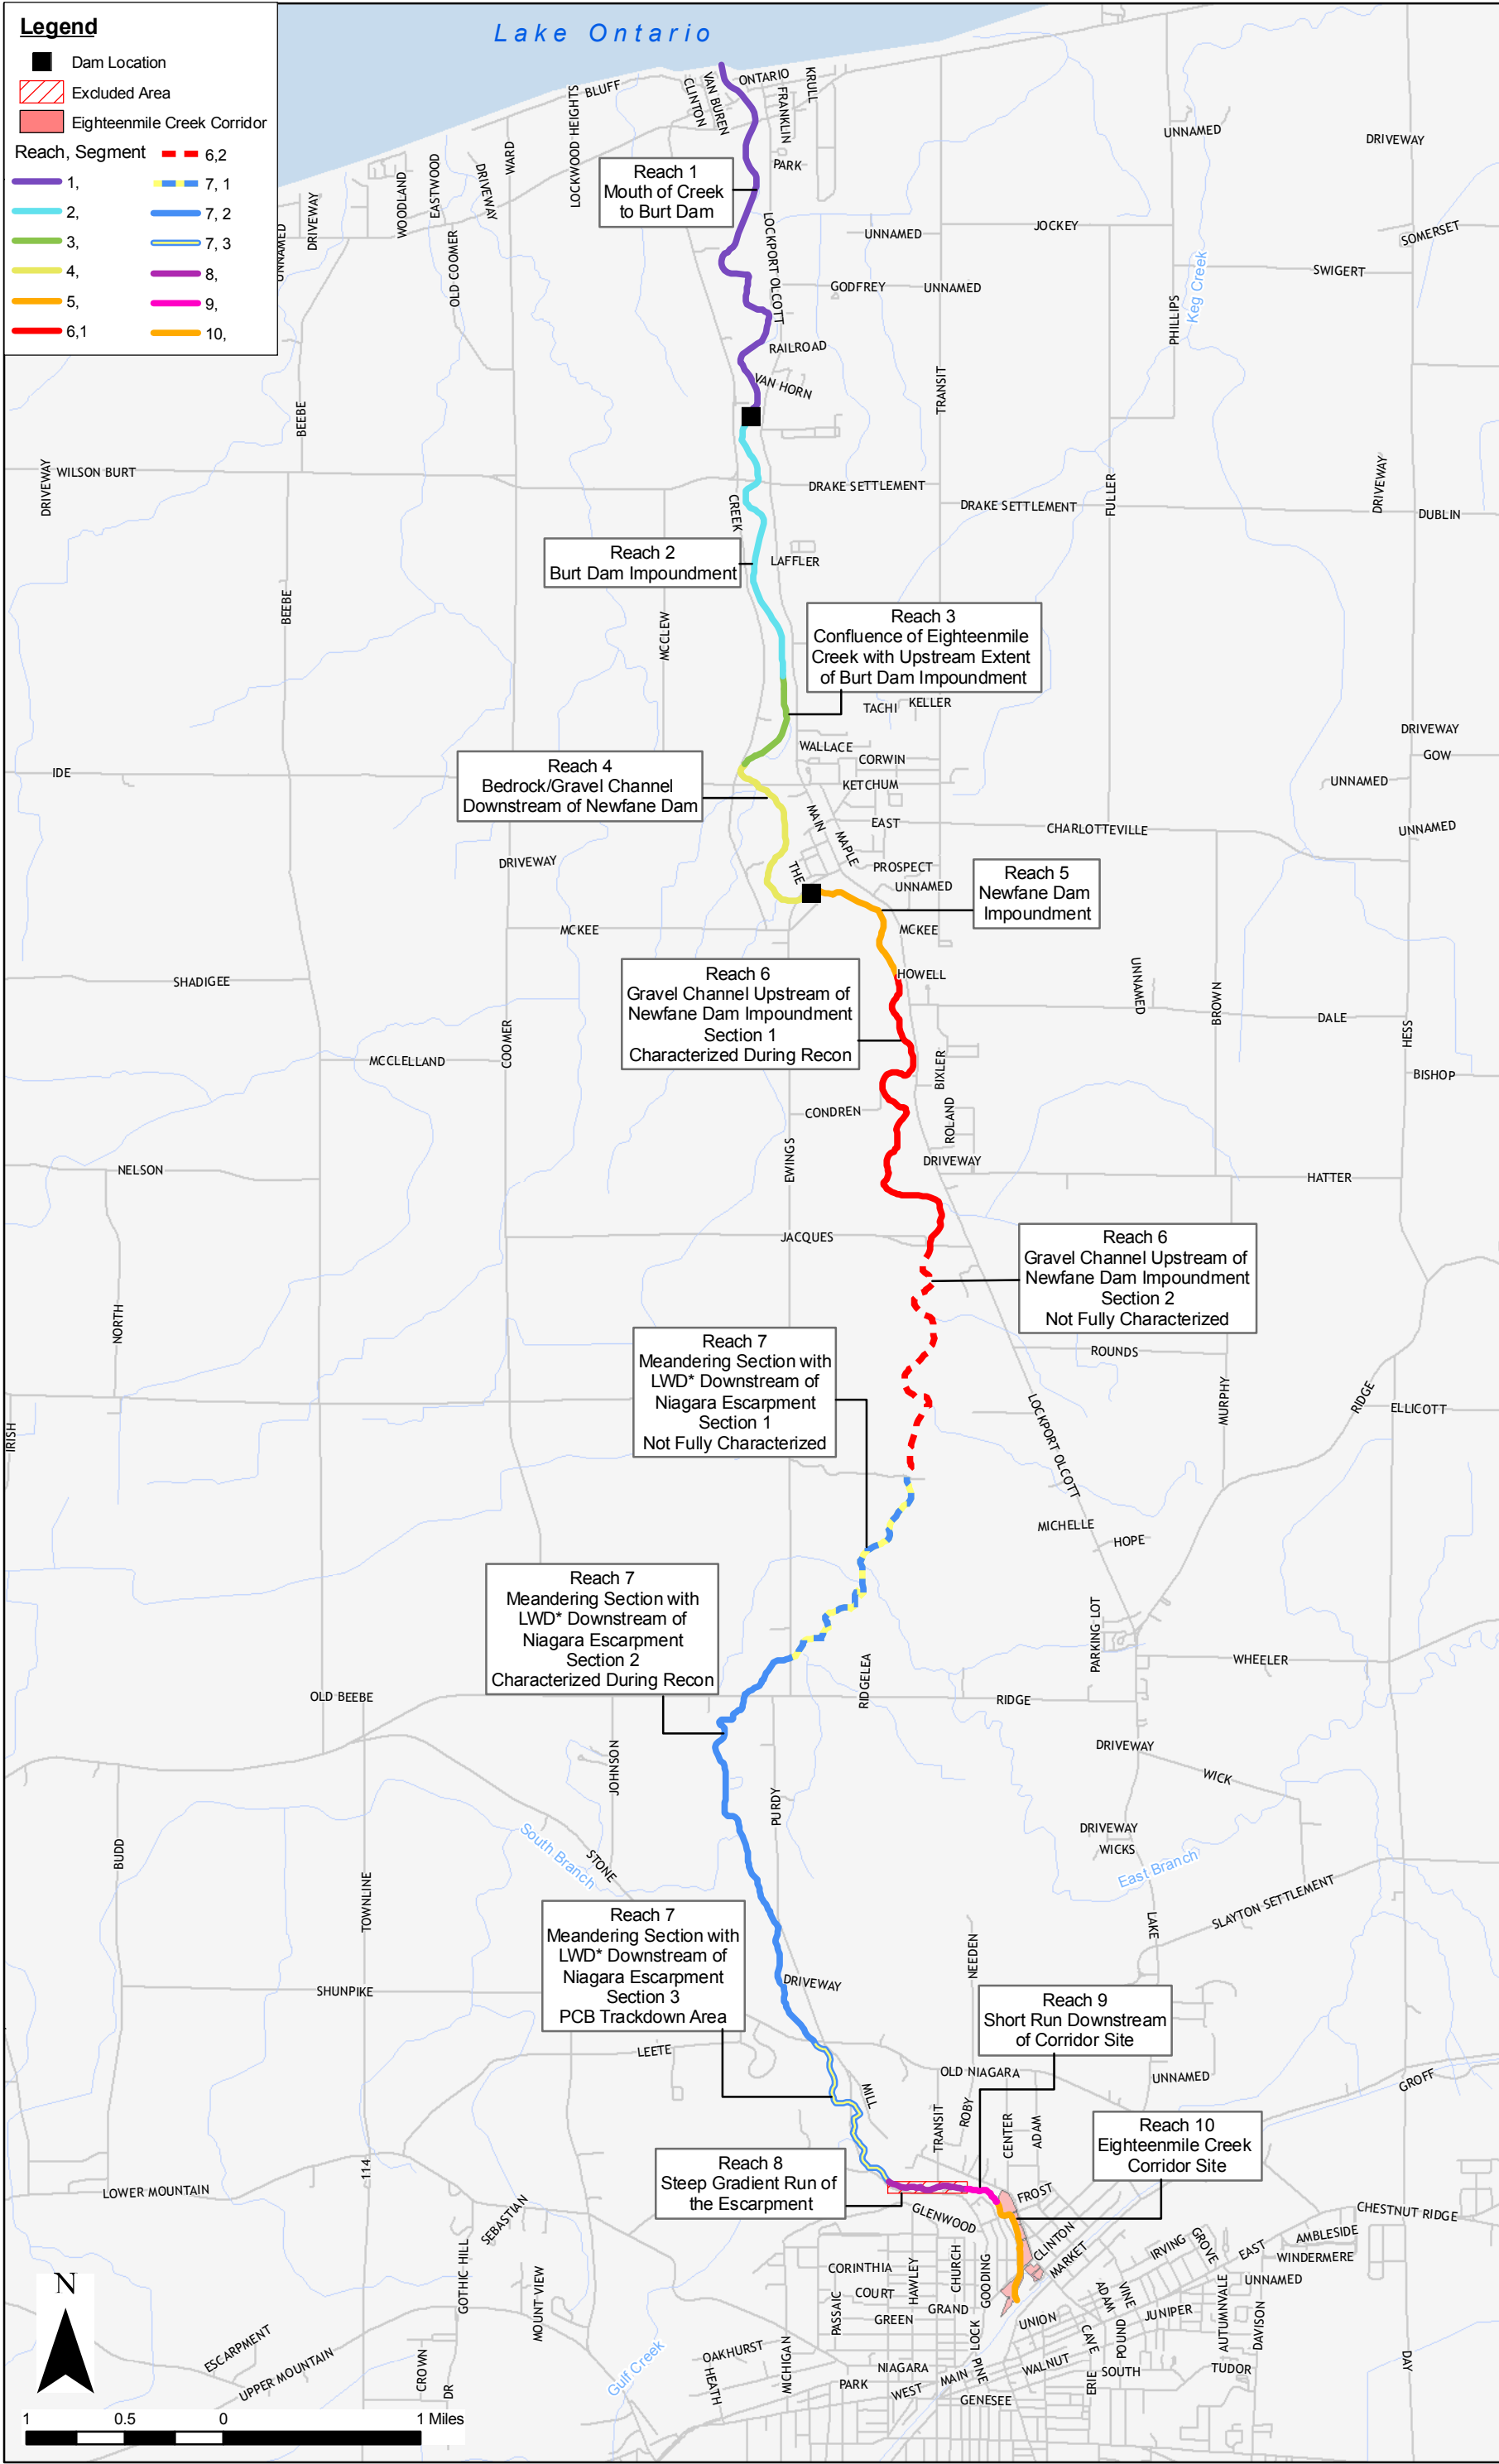 Legend
Dam Location
Excluded Area
Eighteenmile Creek Corridor
Reach, Segment
1,
2,
3,
4,
5,
6,1
6,2
7, 1
7, 2
7, 3
8,
9,
10,
Lake Ontario
BLUFF
LOCKWOOD HEIGHTS
CLINTON
VAN BUREN
ONTARIO
FRANKLIN
KRULL
PARK
UNNAMED
DRIVEWAY
WOODLAND
EASTWOOD
DRIVEWAY
WARD
OLD COOMER
UNNAMED
DRIVEWAY
Reach 1
Mouth of Creek
to Burt Dam
LOCKPORT OLCOTT
UNNAMED
JOCKEY
SOMERSET
SWIGERT
GODFREY
UNNAMED
PHILLIPS
Keg Creek
RAILROAD
VAN HORN
TRANSIT
BEEBE
DRIVEWAY
WILSON BURT
CREEK
DRAKE SETTLEMENT
DRAKE SETTLEMENT
FULLER
DRIVEWAY
DUBLIN
Reach 2
Burt Dam Impoundment
LAFFLER
BEEBE
MCCLEW
Reach 3
Confluence of Eighteenmile
Creek with Upstream Extent
of Burt Dam Impoundment
TACHI
KELLER
DRIVEWAY
GOW
WALLACE
CORWIN
IDE
Reach 4
Bedrock/Gravel Channel
Downstream of Newfane Dam
KETCHUM
UNNAMED
MAIN
EAST
MAPLE
CHARLOTTEVILLE
UNNAMED
DRIVEWAY
THE
PROSPECT
UNNAMED
Reach 5
Newfane Dam
Impoundment
MCKEE
MCKEE
HOWELL
SHADIGEE
Reach 6
Gravel Channel Upstream of
Newfane Dam Impoundment
Section 1
Characterized During Recon
UNNAMED
BROWN
DALE
HESS
COOMER
MCCLELLAND
BIXLER
BISHOP
CONDREN
ROLAND
EWINGS
DRIVEWAY
NELSON
HATTER
JACQUES
Reach 6
Gravel Channel Upstream of
Newfane Dam Impoundment
Section 2
Not Fully Characterized
NORTH
ROUNDS
Reach 7
Meandering Section with
LWD* Downstream of
Niagara Escarpment
Section 1
Not Fully Characterized
MURPHY
RIDGE
ELLICOTT
IRISH
LOCKPORT OLCOTT
MICHELLE
HOPE
Reach 7
Meandering Section with
LWD* Downstream of
Niagara Escarpment
Section 2
Characterized During Recon
PARKING LOT
WHEELER
RIDGELEA
OLD BEEBE
RIDGE
DRIVEWAY
WICK
JOHNSON
PURDY
DRIVEWAY
WICKS
South Branch
STONE
East Branch
BUDD
TOWNLINE
SLAYTON SETTLEMENT
LAKE
Reach 7
Meandering Section with
LWD* Downstream of
Niagara Escarpment
Section 3
PCB Trackdown Area
NEEDEN
DRIVEWAY
SHUNPIKE
Reach 9
Short Run Downstream
of Corridor Site
LEETE
OLD NIAGARA
UNNAMED
GROFF
MILL
TRANSIT
ROBY
CENTER
ADAM
Reach 10
Eighteenmile Creek
Corridor Site
Reach 8
Steep Gradient Run of
the Escarpment
114
LOWER MOUNTAIN
SEBASTIAN
GLENWOOD
FROST
CHESTNUT RIDGE
CLINTON
MARKET
IRVING
GROVE
EAST
AMBLESIDE
WINDERMERE
UNNAMED
GOTHIC HILL
MOUNT VIEW
CORINTHIA
COURT
HAWLEY
CHURCH
GOODING
PASSAIC
GRAND
GREEN
ADAM
VINE
JUNIPER
AUTUMNVALE
DAVISON
N
ESCARPMENT
UPPER MOUNTAIN
CROWN
DR
Gulf Creek
OAKHURST
HEATH
MICHIGAN
LOCK
UNION
CAVE
POUND
NIAGARA
PARK
WEST
MAIN
PINE
WALNUT
ERIE
SOUTH
TUDOR
GENESEE
DAY
1
0.5
0
1 Miles